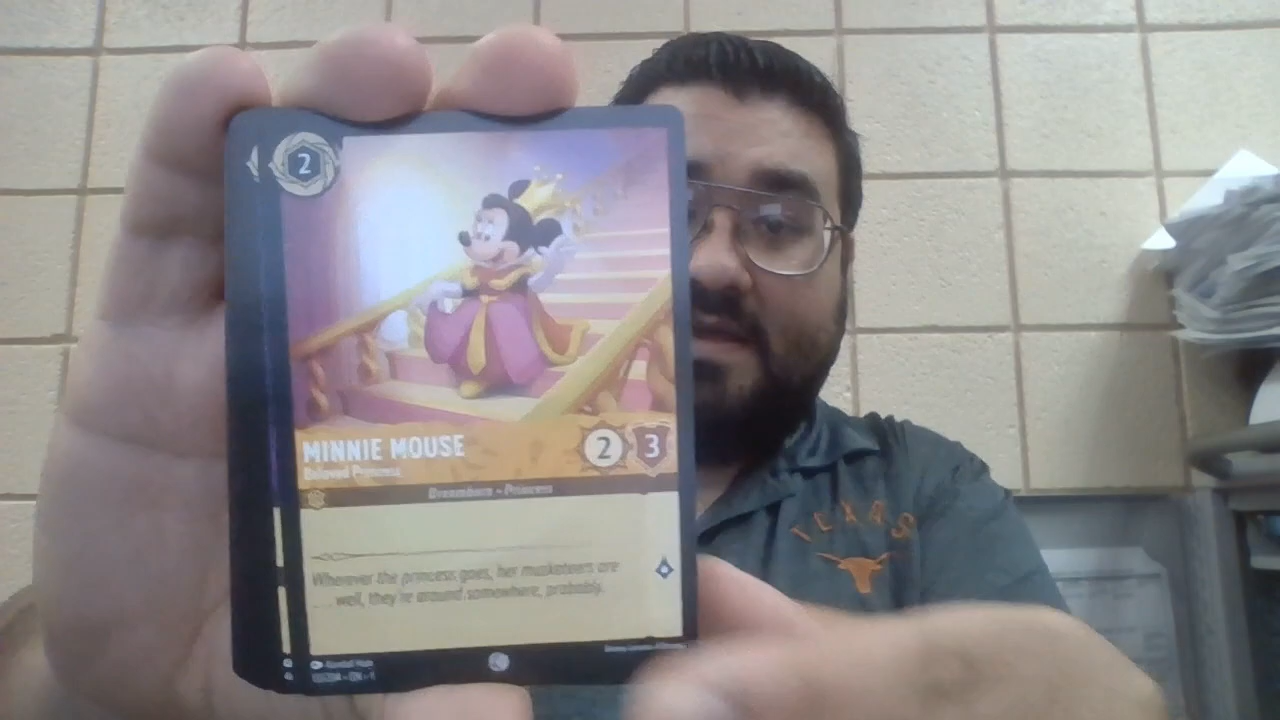 2
MINNIE MOUSE
2
3
Beloved Princess
Dreamborn • Princess
Wherever the princess goes, her musketeers are
well, they're around somewhere, probably.
TEXAS